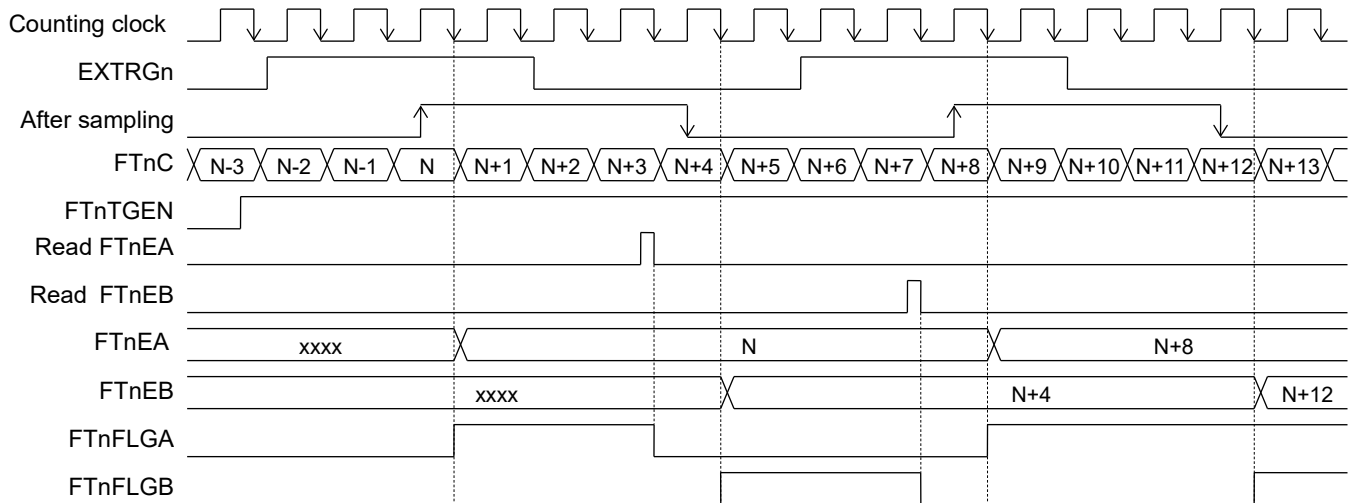 Counting clock
EXTRGn
After sampling
FTnC N-3 N-2 N-1 N N+1 N+2 N+3 N+4 N+5 N+6 N+7 N+8 N+9 N+10 N+11 N+12 N+13
FTnTGEN
Read FTnEA
Read FTnEB
FTnEA xxxx N N+8
FTnEB xxxx N+4 N+12
FTnFLGA
FTnFLGB